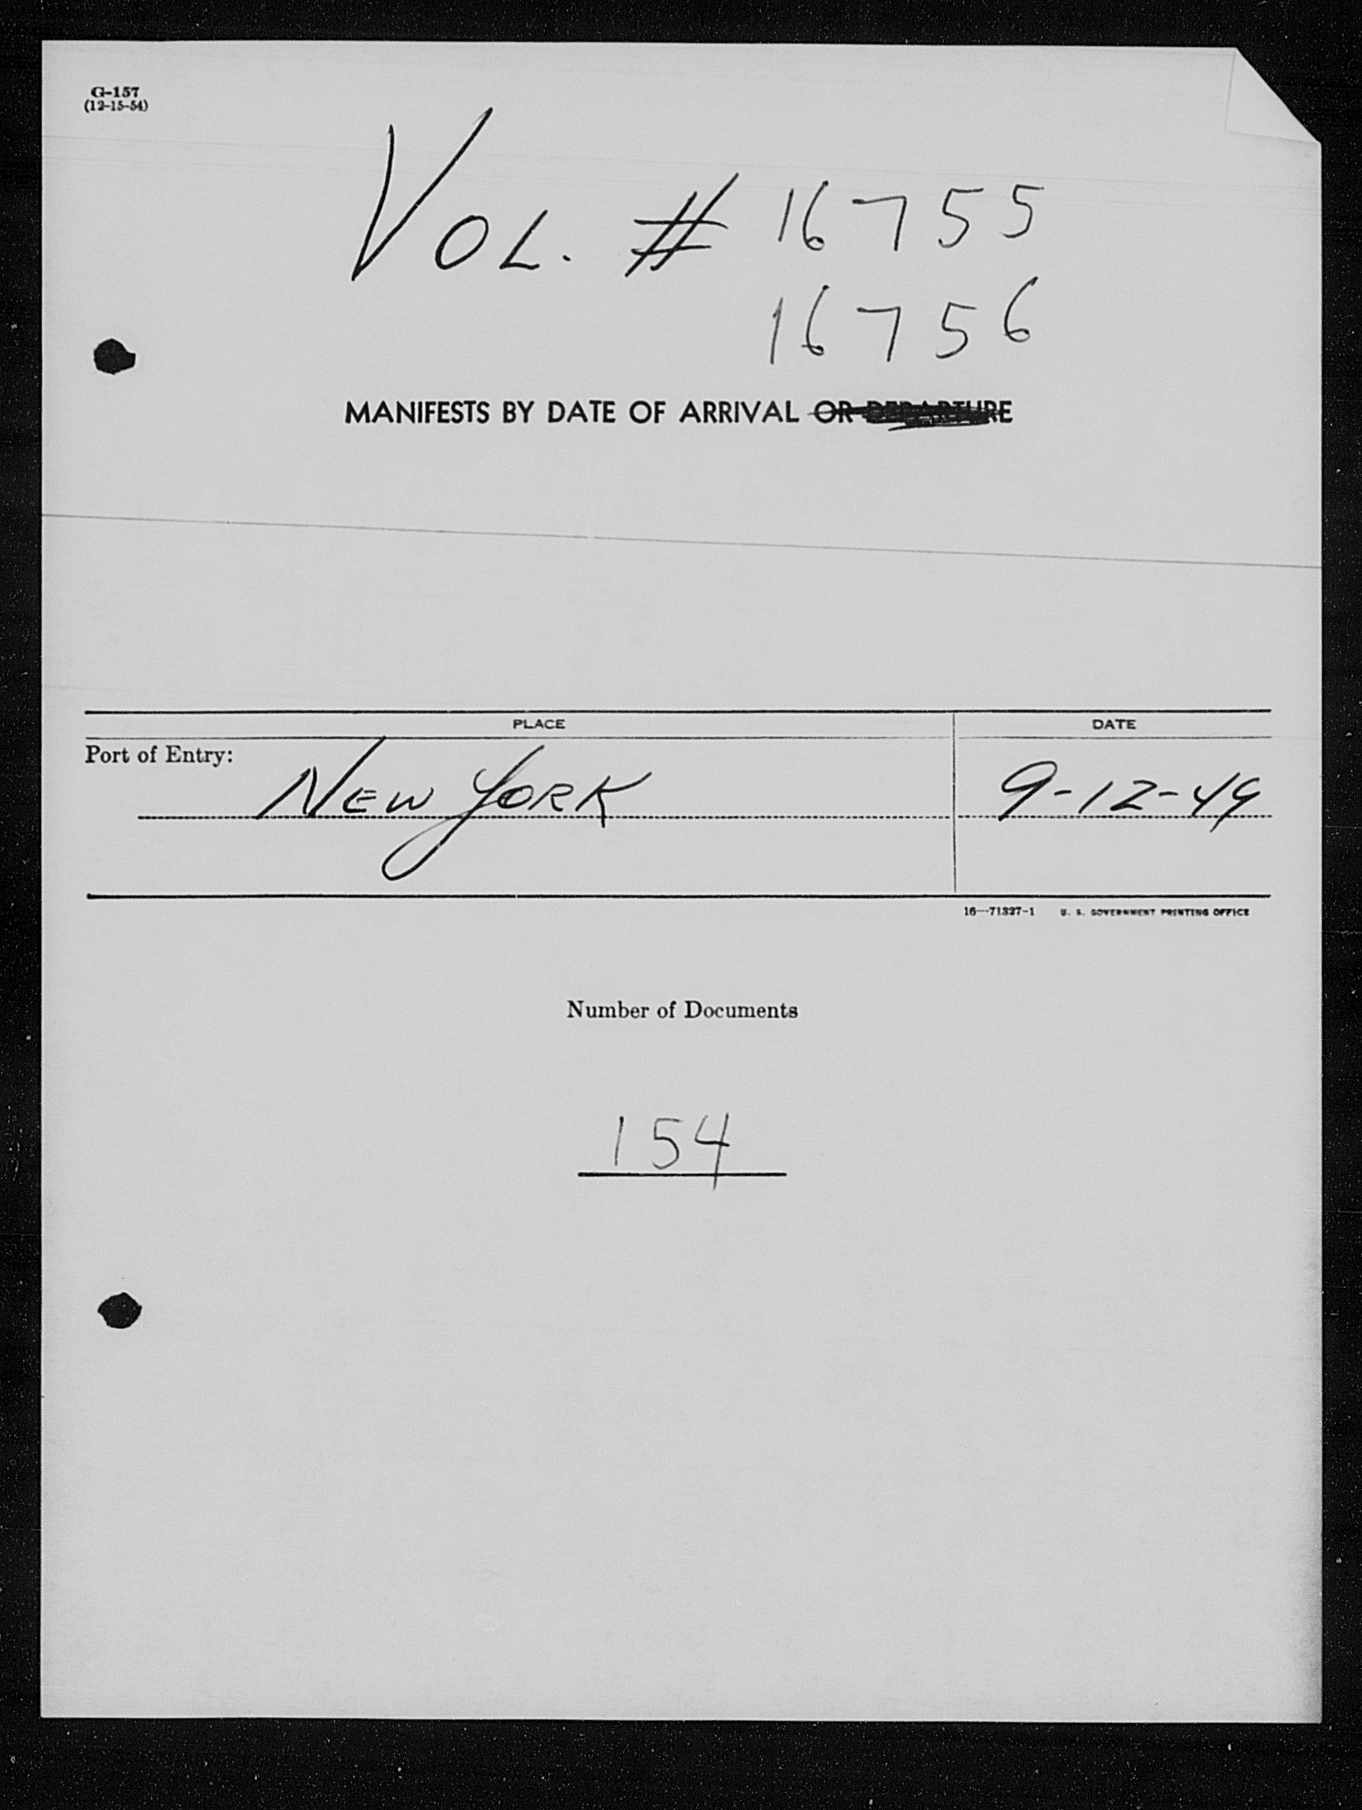 G-157
(12-15-54)
VOL. # 16755
16756
MANIFESTS BY DATE OF ARRIVAL OR DEPARTURE
PLACE
DATE
Port of Entry:
NEW YORK
9-12-49
16—71327-1 U. S. GOVERNMENT PRINTING OFFICE
Number of Documents
154